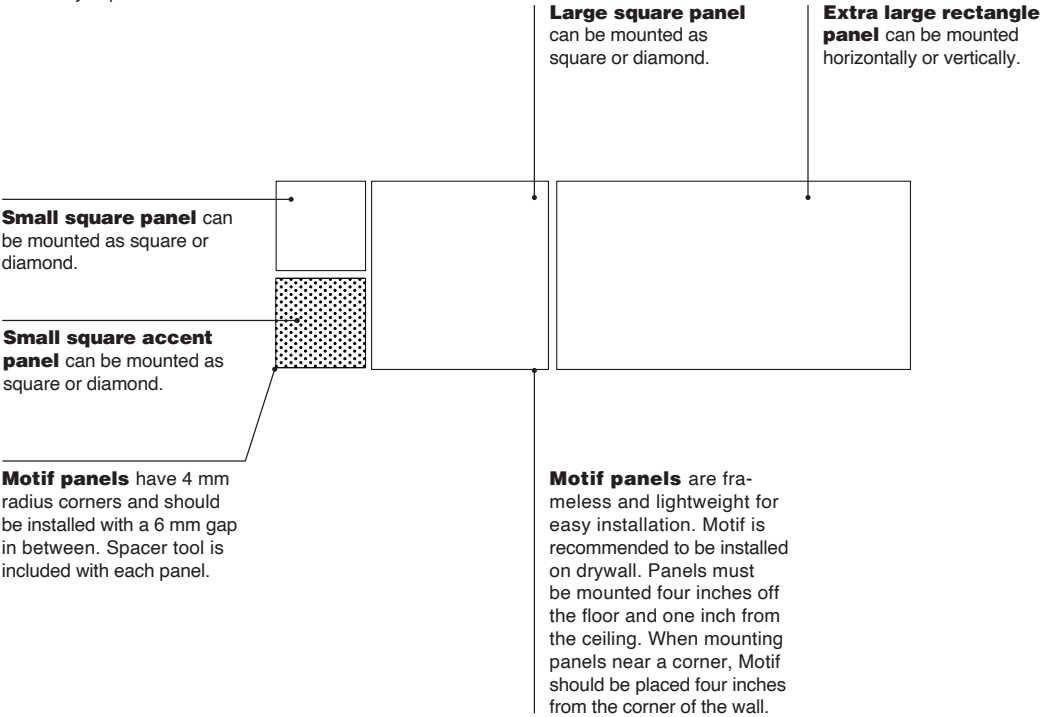 Large square panel
can be mounted as
square or diamond.
Extra large rectangle
panel can be mounted
horizontally or vertically.
Small square panel can
be mounted as square or
diamond.
Small square accent
panel can be mounted as
square or diamond.
Motif panels have 4 mm
radius corners and should
be installed with a 6 mm gap
in between. Spacer tool is
included with each panel.
Motif panels are fra-
meless and lightweight for
easy installation. Motif is
recommended to be installed
on drywall. Panels must
be mounted four inches off
the floor and one inch from
the ceiling. When mounting
panels near a corner, Motif
should be placed four inches
from the corner of the wall.